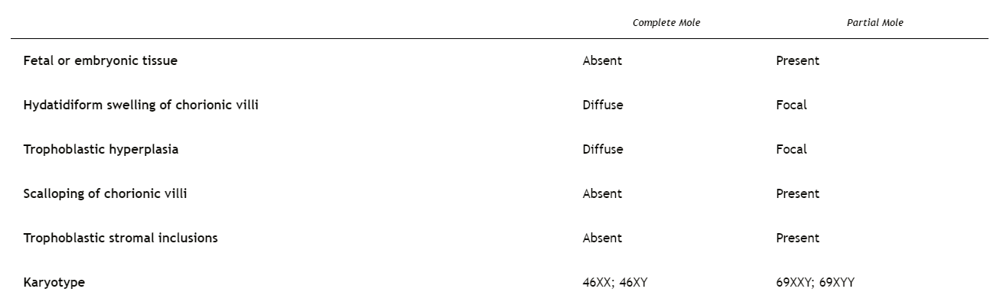 Complete Mole Partial Mole
Fetal or embryonic tissue Absent Present
Hydatidiform swelling of chorionic villi Diffuse Focal
Trophoblastic hyperplasia Diffuse Focal
Scalloping of chorionic villi Absent Present
Trophoblastic stromal inclusions Absent Present
Karyotype 46XX; 46XY 69XXY; 69XYY